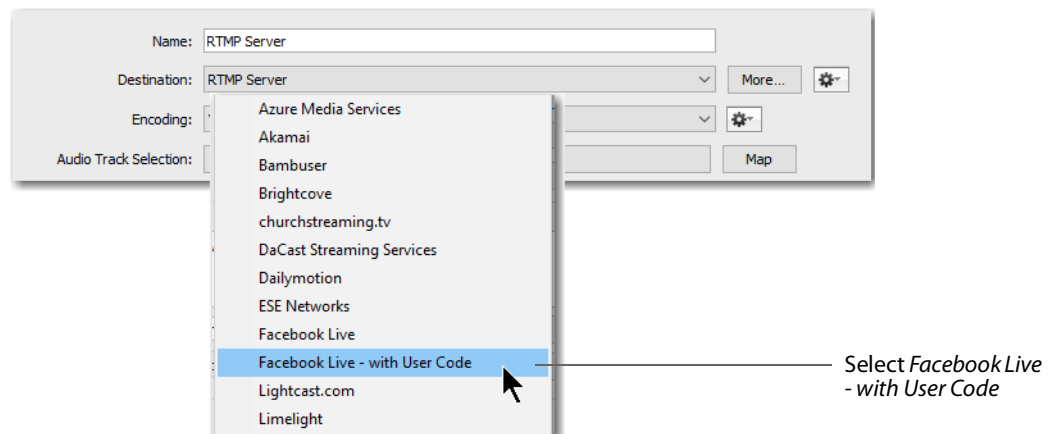 Name: RTMP Server
Destination: RTMP Server More...
Encoding:
Audio Track Selection: Map
Azure Media Services
Akamai
Bambuser
Brightcove
churchstreaming.tv
DaCast Streaming Services
Dailymotion
ESE Networks
Facebook Live
Facebook Live - with User Code
Lightcast.com
Limelight
Select Facebook Live
- with User Code